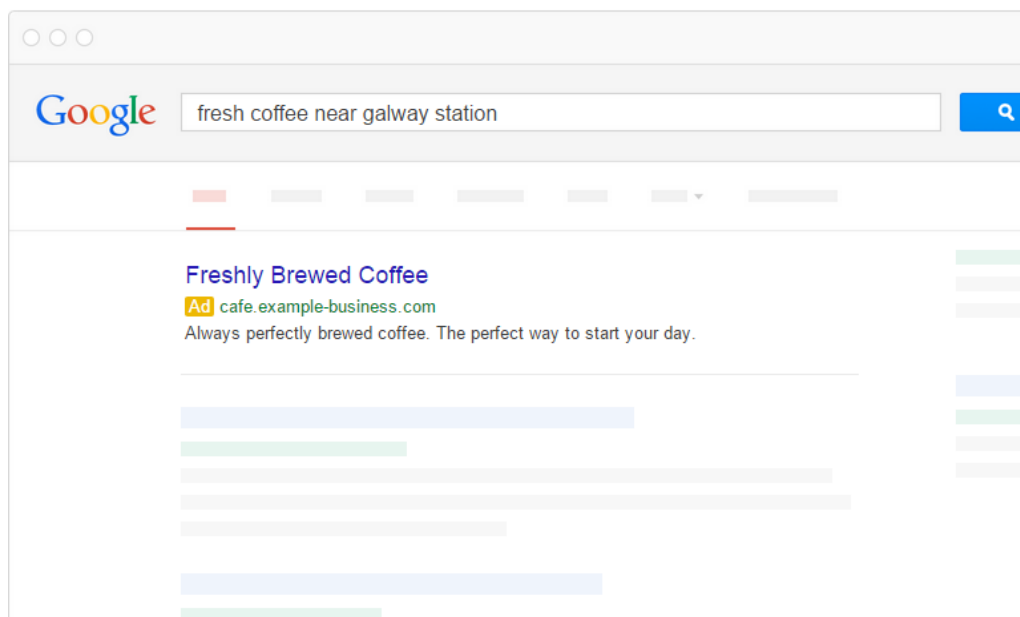 Google
fresh coffee near galway station
Freshly Brewed Coffee
Ad cafe.example-business.com
Always perfectly brewed coffee. The perfect way to start your day.